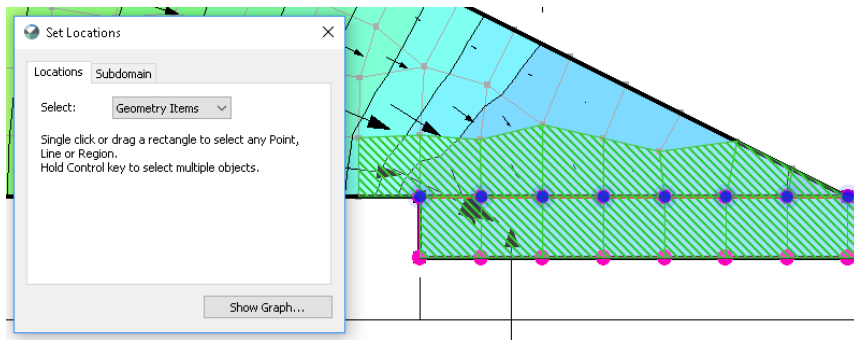 Set Locations
Locations Subdomain
Select: Geometry Items
Single click or drag a rectangle to select any Point,
Line or Region.
Hold Control key to select multiple objects.
Show Graph...